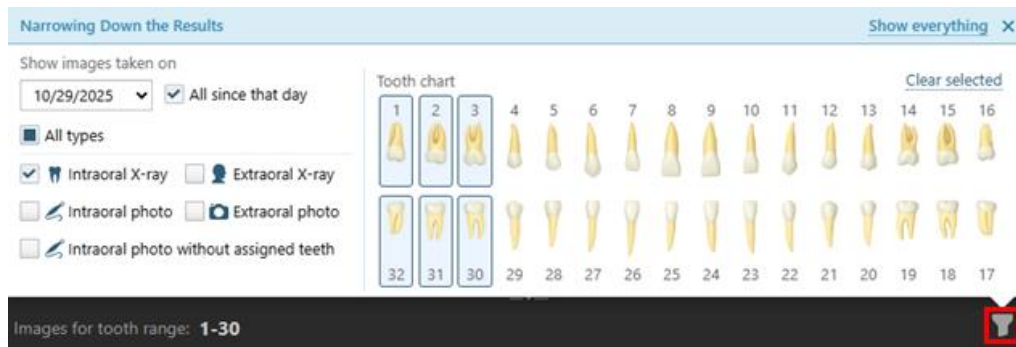 Narrowing Down the Results Show everything
Show images taken on
10/29/2025 All since that day
All types
Intraoral X-ray Extraoral X-ray
Intraoral photo Extraoral photo
Intraoral photo without assigned teeth
Tooth chart Clear selected
1 2 3 4 5 6 7 8 9 10 11 12 13 14 15 16
32 31 30 29 28 27 26 25 24 23 22 21 20 19 18 17
Images for tooth range: 1-30